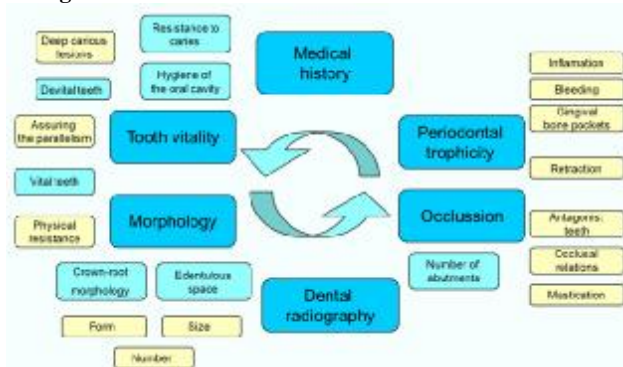 Deep carious
lesions
Resistance to
caries
Medical
history
Devital teeth
Hygiene of
the oral cavity
Inflamation
Bleeding
Gingival
bone pockets
Assuring
the parallelism
Tooth vitality
Periodontal
trophicity
Retraction
Vital teeth
Physical
resistance
Morphology
Occlussion
Antagonist
teeth
Occlusal
relations
Mastication
Crown-root
morphology
Edentulous
space
Number of
abutments
Dental
radiography
Form
Size
Number